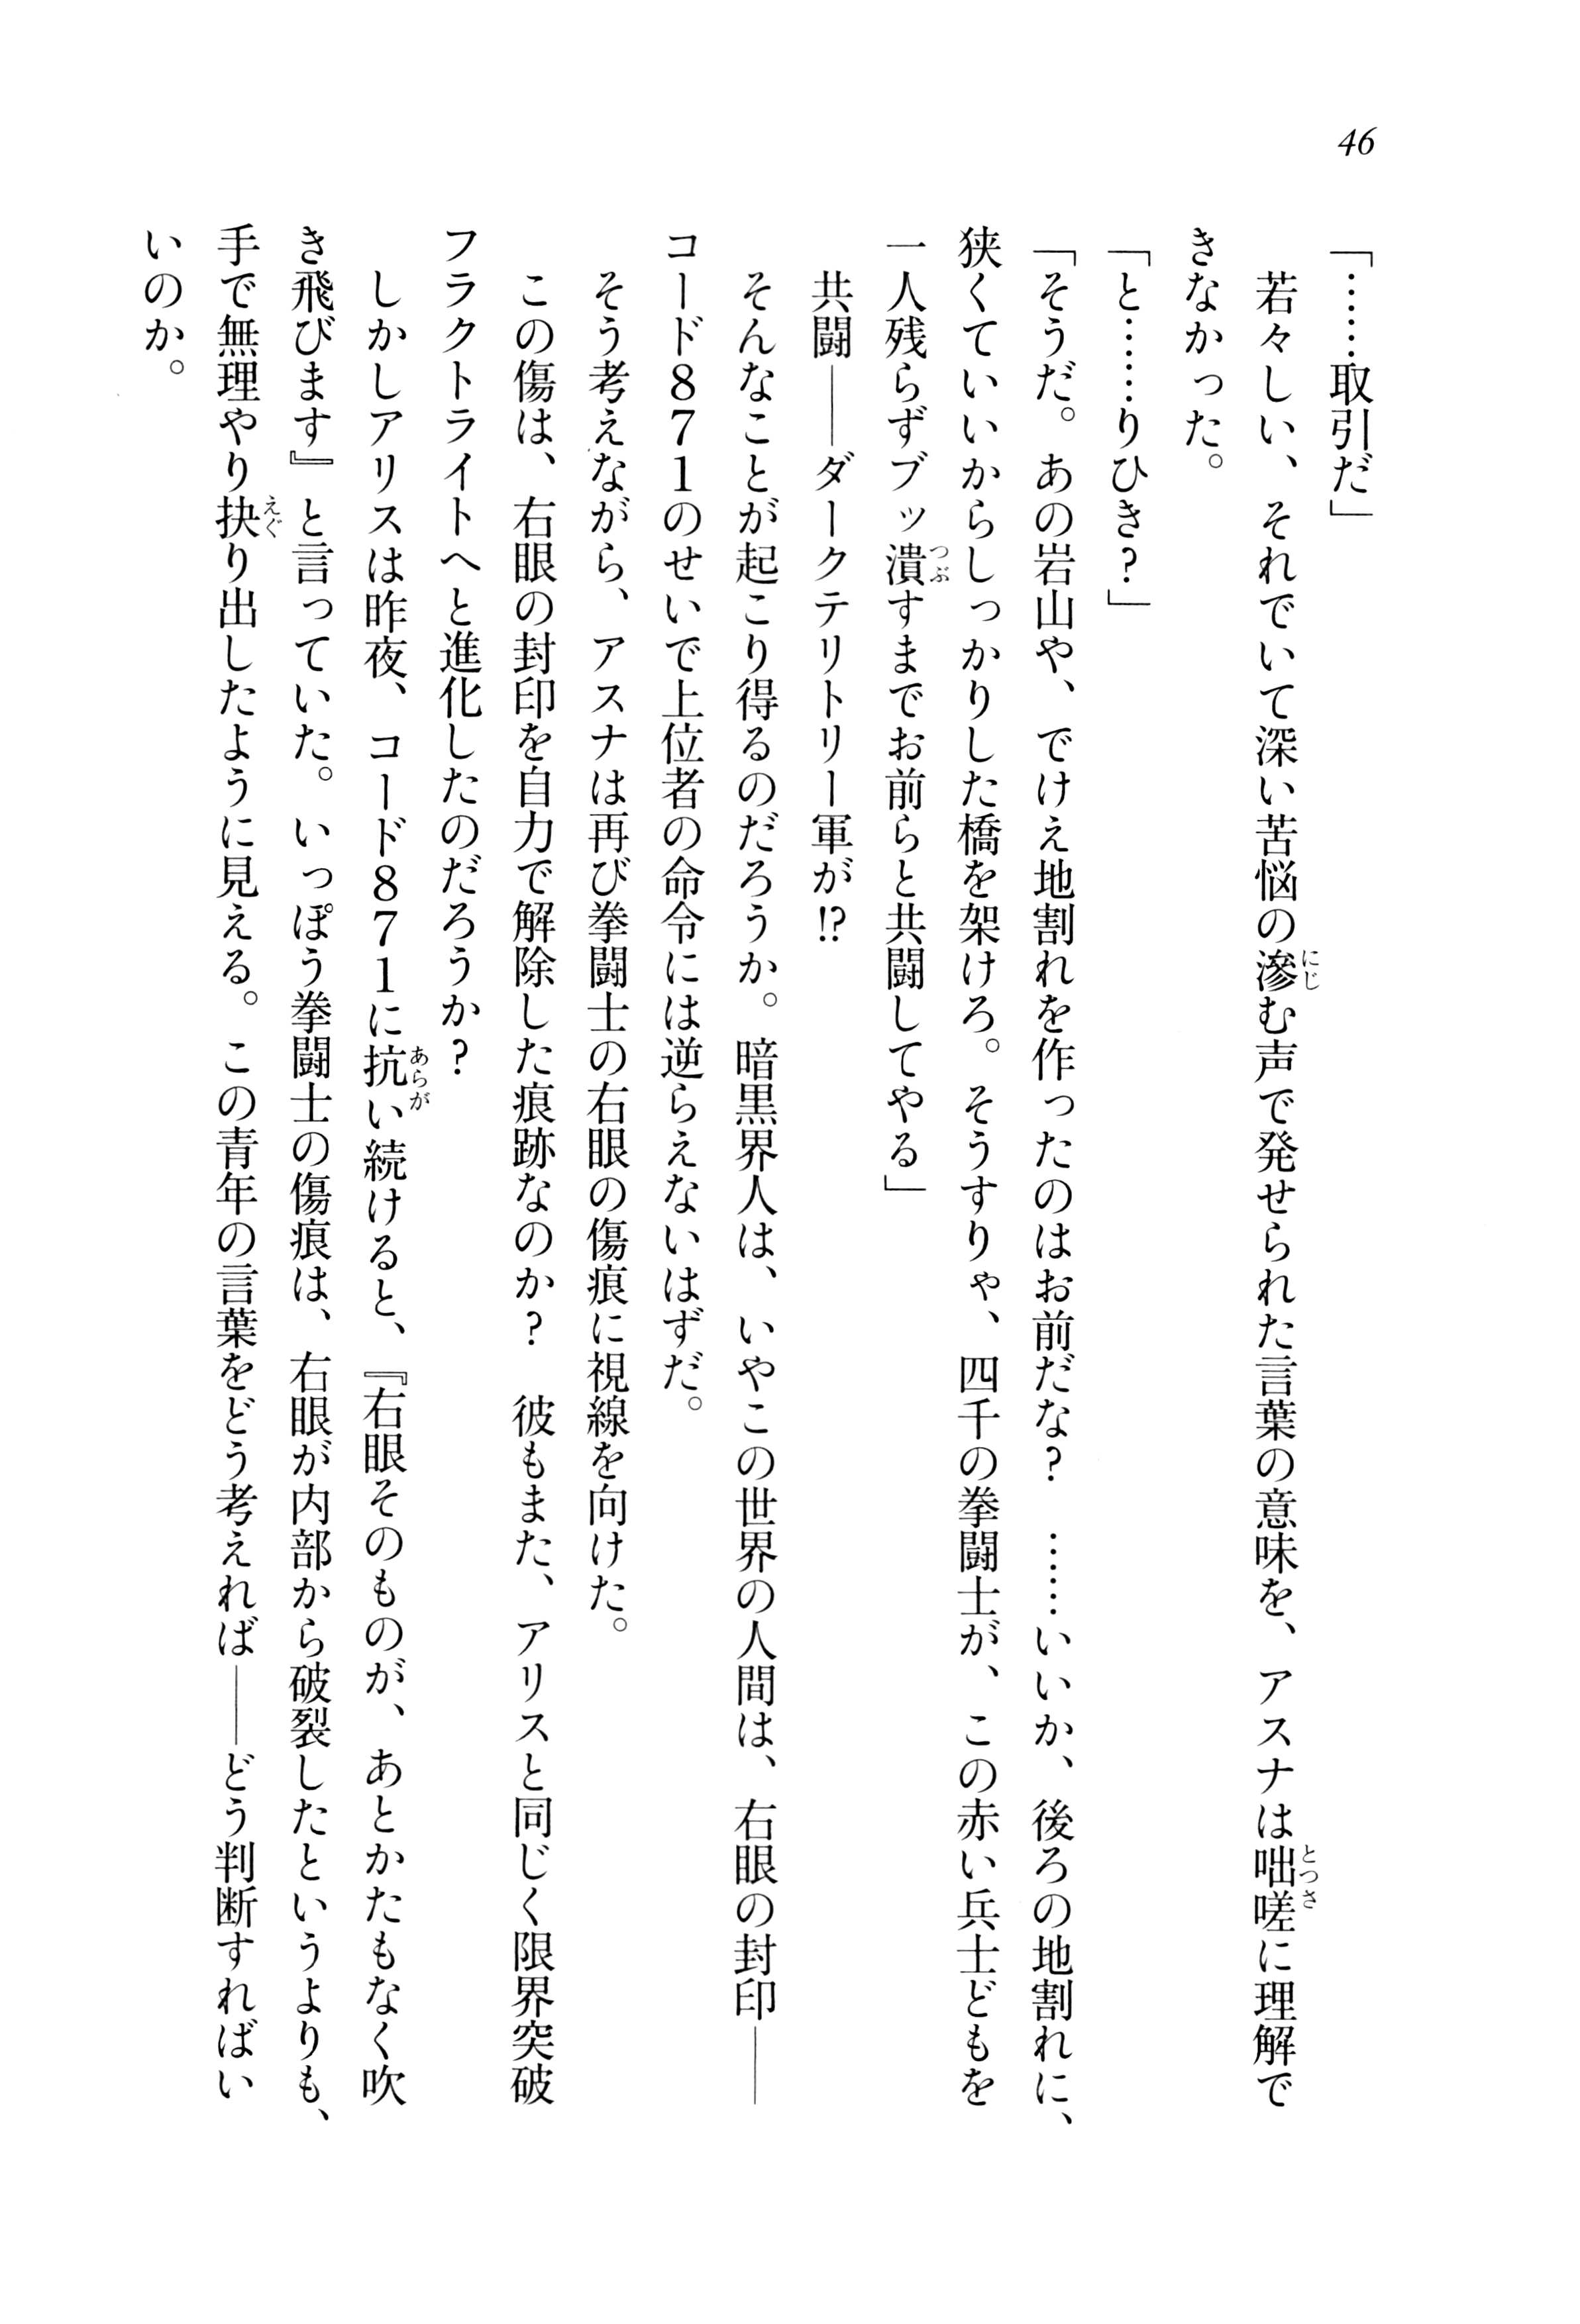 46
「……取引だ」
　若々しい、それでいて深い苦悩の滲む声で発せられた言葉の意味を、アスナは咄嗟に理解で
きなかった。
「と……りひき？」
「そうだ。あの岩山や、でけえ地割れを作ったのはお前だな？　……いいか、後ろの地割れに、
狭くていいからしっかりした橋を架けろ。そうすりゃ、四千の拳闘士が、この赤い兵士どもを
一人残らずブッ潰すまでお前らと共闘してやる」
　共闘――ダークテリトリー軍が⁉
　そんなことが起こり得るのだろうか。暗黒界人は、いやこの世界の人間は、右眼の封印――
コード８７１のせいで上位者の命令には逆らえないはずだ。
　そう考えながら、アスナは再び拳闘士の右眼の傷痕に視線を向けた。
　この傷は、右眼の封印を自力で解除した痕跡なのか？　彼もまた、アリスと同じく限界突破
フラクトライトへと進化したのだろうか？
　しかしアリスは昨夜、コード８７１に抗い続けると、『右眼そのものが、あとかたもなく吹
き飛びます』と言っていた。いっぽう拳闘士の傷痕は、右眼が内部から破裂したというよりも、
手で無理やり抉り出したように見える。この青年の言葉をどう考えれば――どう判断すればい
いのか。